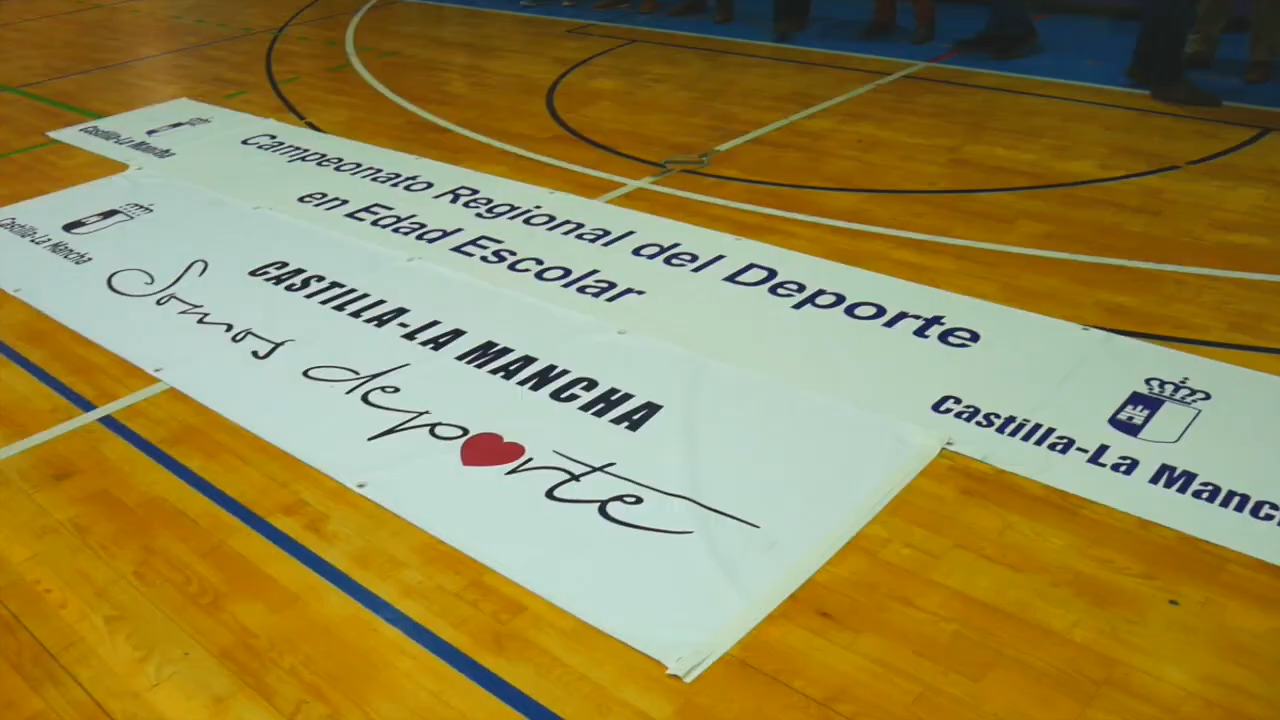 Castilla-La Mancha
Campeonato Regional del Deporte
en Edad Escolar
Castilla-La Manc
Castilla-La Mancha
CASTILLA-LA MANCHA
Somos deporte